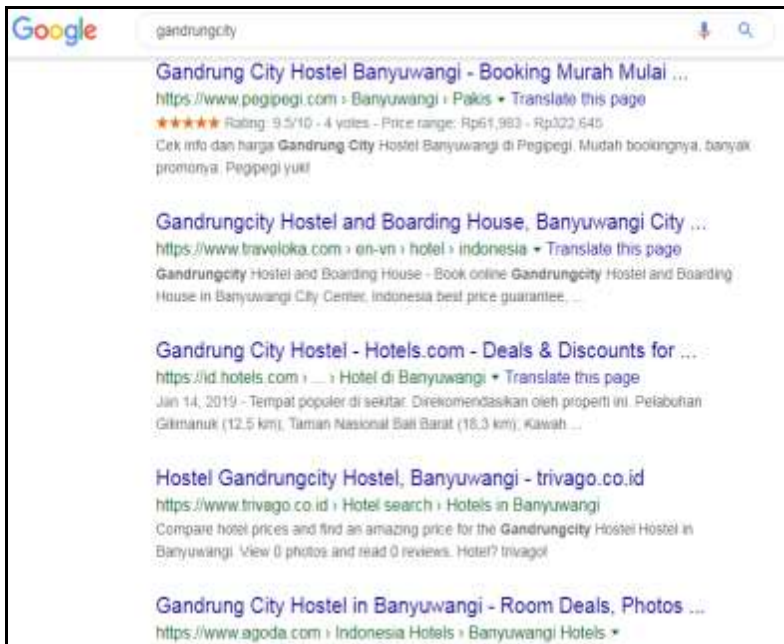 Google
gandrungcity
Gandrung City Hostel Banyuwangi - Booking Murah Mulai ...
https://www.pegipegi.com › Banyuwangi › Pakis ▾ Translate this page
★★★★★ Rating: 9.5/10 - 4 votes - Price range: Rp61,983 - Rp322,645
Cek info dan harga Gandrung City Hostel Banyuwangi di Pegipegi. Mudah bookingnya, banyak
promonya. Pegipegi yuk!
Gandrungcity Hostel and Boarding House, Banyuwangi City ...
https://www.traveloka.com › en-vn › hotel › indonesia ▾ Translate this page
Gandrungcity Hostel and Boarding House - Book online Gandrungcity Hostel and Boarding
House in Banyuwangi City Center, Indonesia best price guarantee, ...
Gandrung City Hostel - Hotels.com - Deals & Discounts for ...
https://id.hotels.com › ... › Hotel di Banyuwangi ▾ Translate this page
Jan 14, 2019 - Tempat populer di sekitar. Direkomendasikan oleh properti ini. Pelabuhan
Gilimanuk (12,5 km); Taman Nasional Bali Barat (18,3 km); Kawah ...
Hostel Gandrungcity Hostel, Banyuwangi - trivago.co.id
https://www.trivago.co.id › Hotel search › Hotels in Banyuwangi
Compare hotel prices and find an amazing price for the Gandrungcity Hostel Hostel in
Banyuwangi. View 0 photos and read 0 reviews. Hotel? trivago!
Gandrung City Hostel in Banyuwangi - Room Deals, Photos ...
https://www.agoda.com › Indonesia Hotels › Banyuwangi Hotels ▾